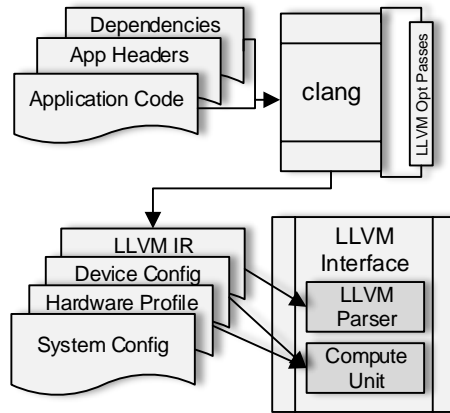 Dependencies
App Headers
Application Code
clang
LLVM Opt Passes
LLVM IR
Device Config
Hardware Profile
System Config
LLVM
Interface
LLVM
Parser
Compute
Unit